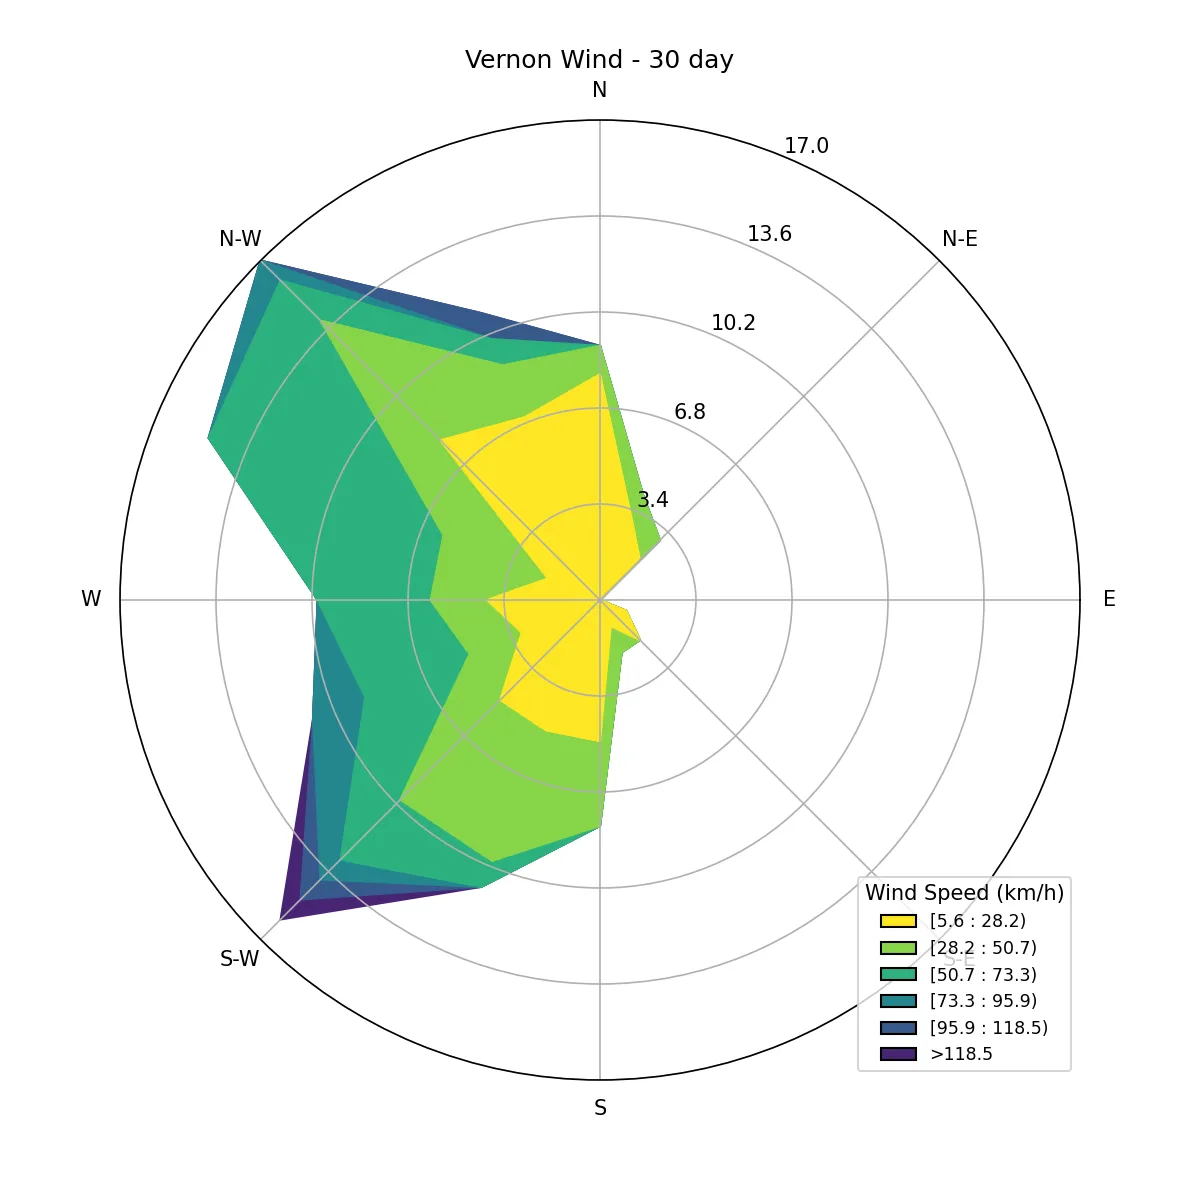 Vernon Wind - 30 day
N
17.0
13.6
N-W
N-E
10.2
6.8
3.4
W
E
S-W
S-E
Wind Speed (km/h)
[5.6 : 28.2)
[28.2 : 50.7)
[50.7 : 73.3)
[73.3 : 95.9)
[95.9 : 118.5)
>118.5
S